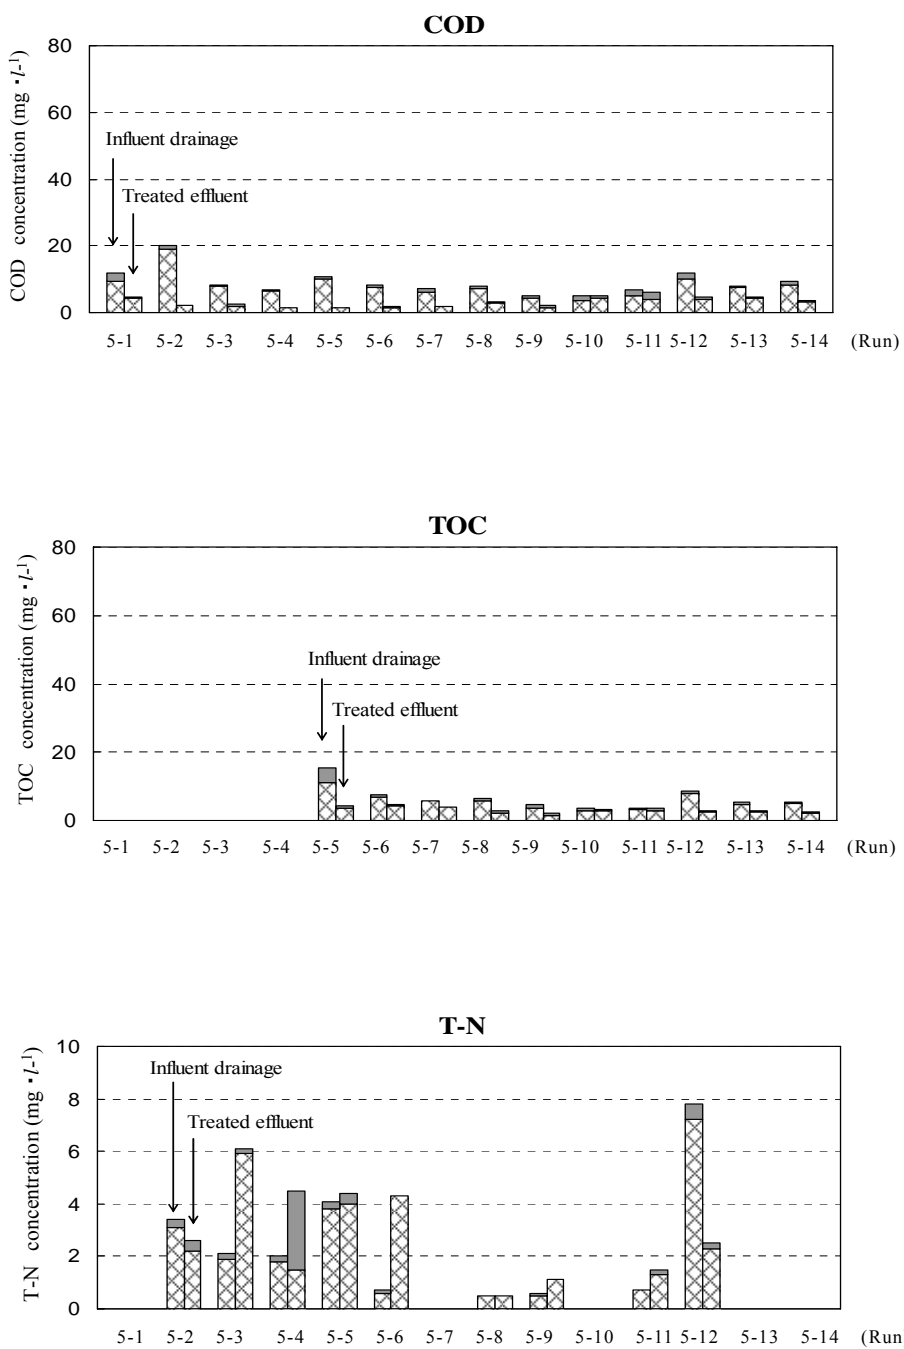 COD
COD concentration (mg・l-1)
80
60
40
20
0
Influent drainage
Treated effluent
5-1 5-2 5-3 5-4 5-5 5-6 5-7 5-8 5-9 5-10 5-11 5-12 5-13 5-14 (Run)
TOC
TOC concentration (mg・l-1)
80
60
40
20
0
Influent drainage
Treated effluent
5-1 5-2 5-3 5-4 5-5 5-6 5-7 5-8 5-9 5-10 5-11 5-12 5-13 5-14 (Run)
T-N
T-N concentration (mg・l-1)
10
8
6
4
2
0
Influent drainage
Treated effluent
5-1 5-2 5-3 5-4 5-5 5-6 5-7 5-8 5-9 5-10 5-11 5-12 5-13 5-14 (Run)